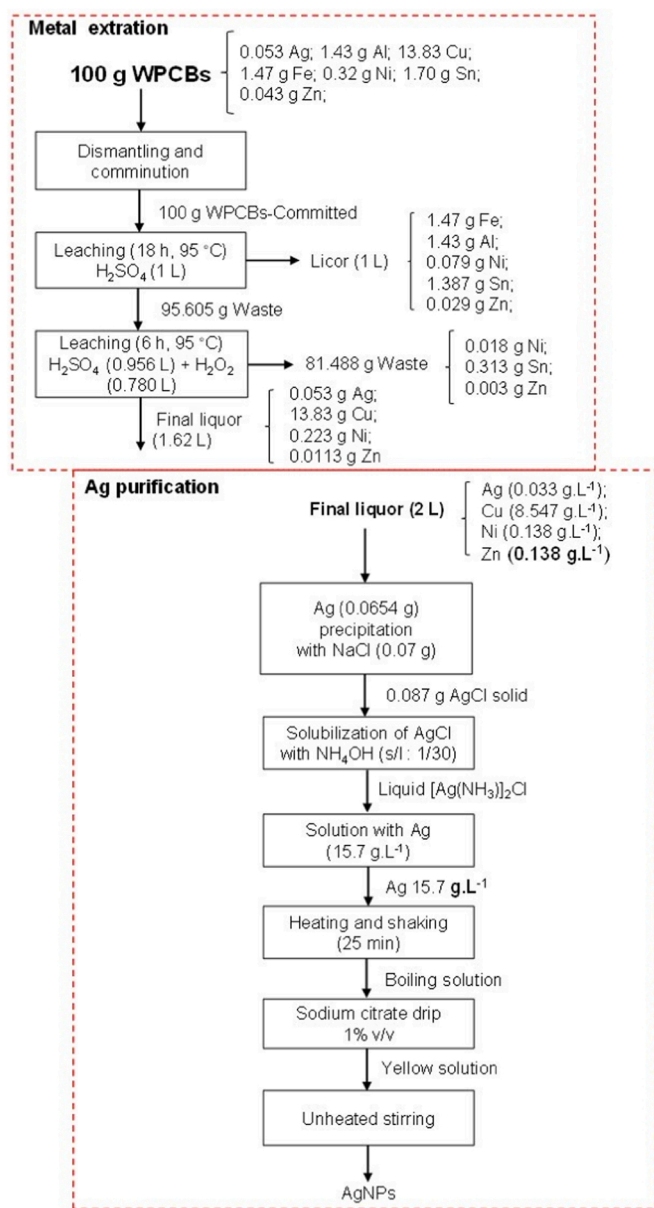 Metal extration
100 g WPCBs
0.053 Ag; 1.43 g Al; 13.83 Cu;
1.47 g Fe; 0.32 g Ni; 1.70 g Sn;
0.043 g Zn;
Dismantling and
comminution
100 g WPCBs-Committed
Leaching (18 h, 95 °C)
H₂SO₄ (1 L)
Licor (1 L)
1.47 g Fe;
1.43 g Al;
0.079 g Ni;
1.387 g Sn;
0.029 g Zn;
95.605 g Waste
Leaching (6 h, 95 °C)
H₂SO₄ (0.956 L) + H₂O₂
(0.780 L)
81.488 g Waste
0.018 g Ni;
0.313 g Sn;
0.003 g Zn
Final liquor
(1.62 L)
0.053 g Ag;
13.83 g Cu;
0.223 g Ni;
0.0113 g Zn
Ag purification
Final liquor (2 L)
Ag (0.033 g.L⁻¹);
Cu (8.547 g.L⁻¹);
Ni (0.138 g.L⁻¹);
Zn (0.138 g.L⁻¹)
Ag (0.0654 g)
precipitation
with NaCl (0.07 g)
0.087 g AgCl solid
Solubilization of AgCl
with NH₄OH (s/l : 1/30)
Liquid [Ag(NH₃)]₂Cl
Solution with Ag
(15.7 g.L⁻¹)
Ag 15.7 g.L⁻¹
Heating and shaking
(25 min)
Boiling solution
Sodium citrate drip
1% v/v
Yellow solution
Unheated stirring
AgNPs